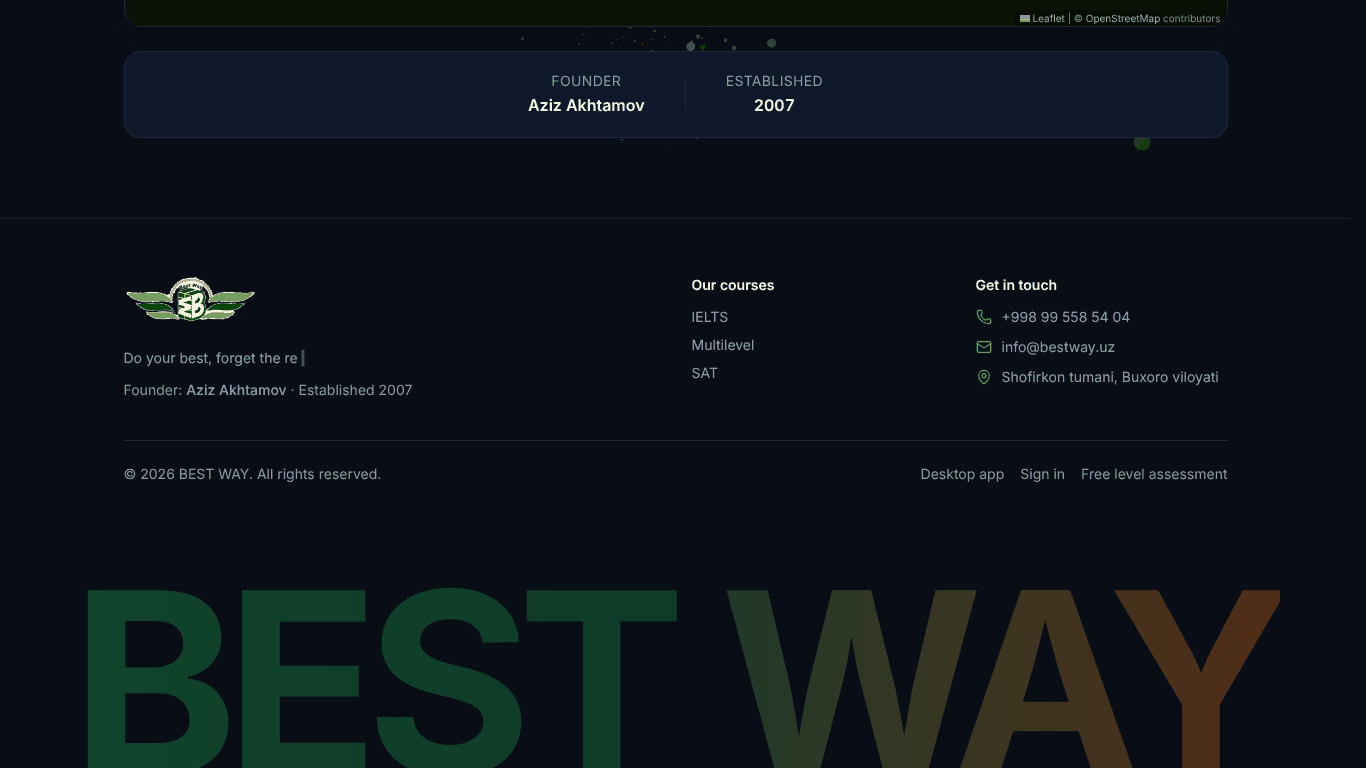 Leaflet | © OpenStreetMap contributors
FOUNDER
Aziz Akhtamov
ESTABLISHED
2007
Do your best, forget the re
Founder: Aziz Akhtamov · Established 2007
Our courses
IELTS
Multilevel
SAT
Get in touch
+998 99 558 54 04
info@bestway.uz
Shofirkon tumani, Buxoro viloyati
© 2026 BEST WAY. All rights reserved.
Desktop app Sign in Free level assessment
BEST WAY